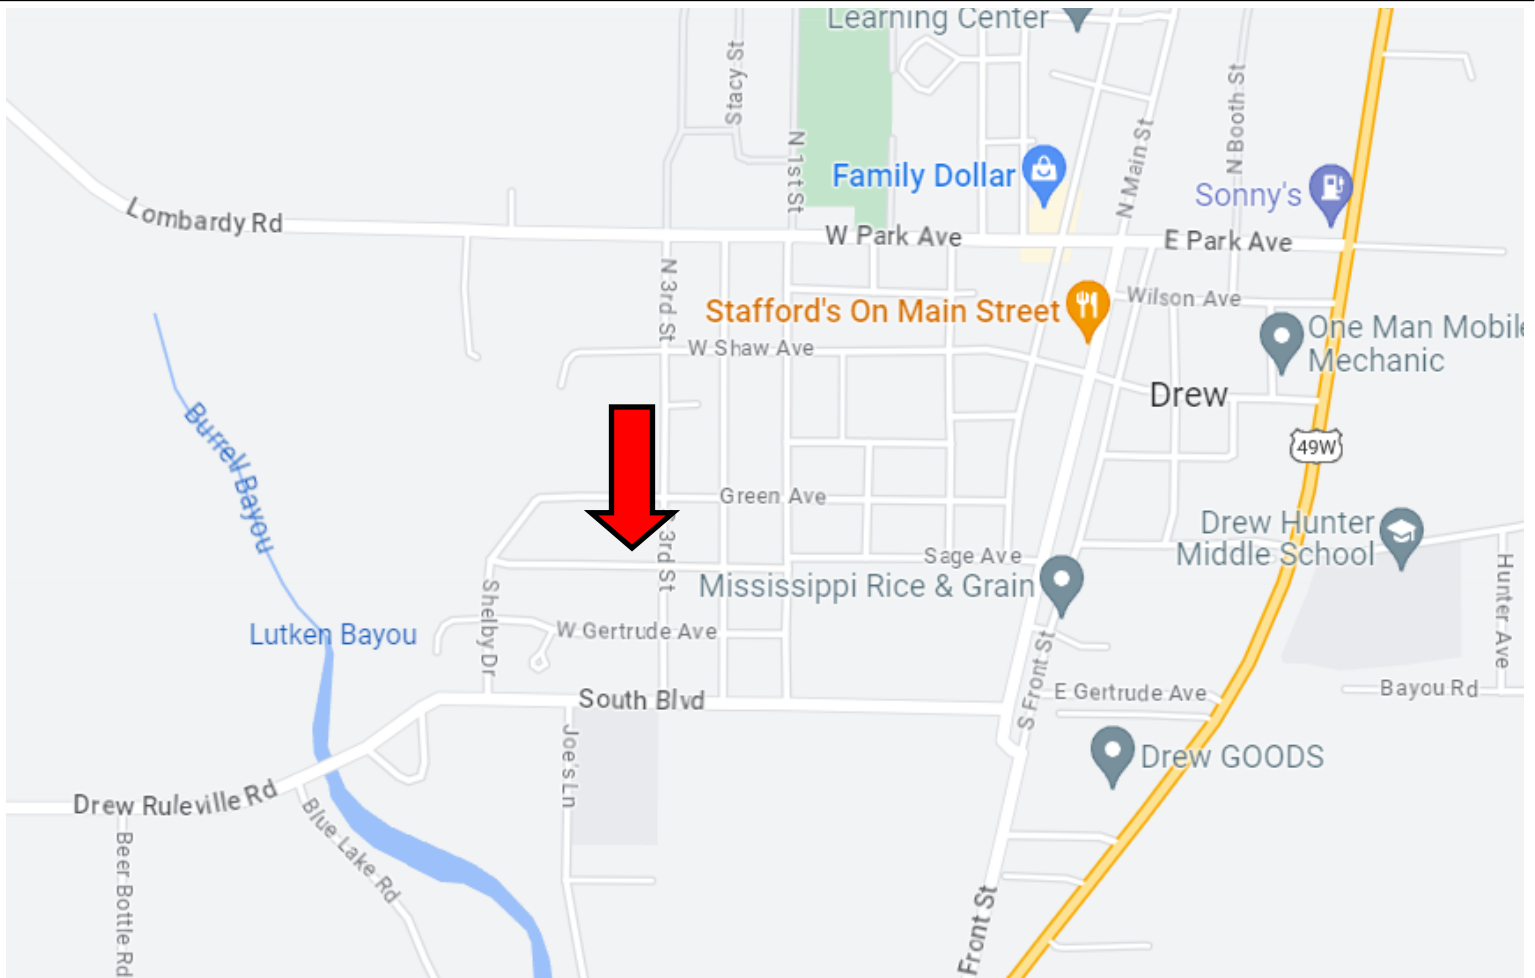 Learning Center
Stacy St
N 1st St
N Booth St
N Main St
Family Dollar
Sonny's
Lombardy Rd
W Park Ave
E Park Ave
N 3rd St
Wilson Ave
Stafford's On Main Street
One Man Mobile
Mechanic
W Shaw Ave
Drew
Burrell Bayou
49W
Green Ave
Drew Hunter
Middle School
3rd St
Sage Ave
Mississippi Rice & Grain
Hunter Ave
Shelby Dr
Lutken Bayou
W Gertrude Ave
S Front St
South Blvd
E Gertrude Ave
Bayou Rd
Joe's Ln
Drew GOODS
Drew Ruleville Rd
Blue Lake Rd
Beer Bottle Rd
Front St